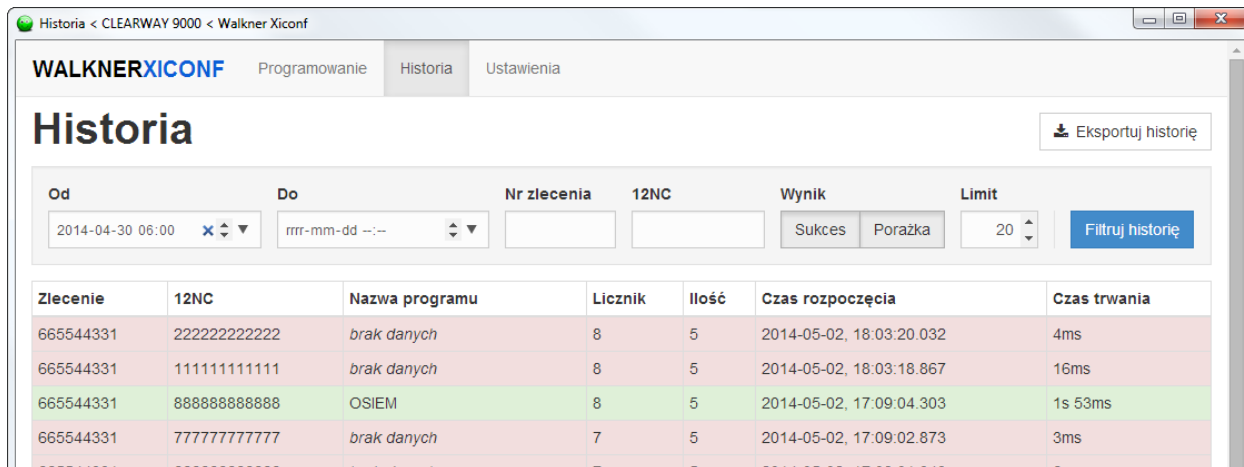 Historia < CLEARWAY 9000 < Walkner Xiconf
WALKNERXICONF Programowanie Historia Ustawienia
Historia
Eksportuj historię
Od Do Nr zlecenia 12NC Wynik Limit
2014-04-30 06:00 rrrr-mm-dd --:-- Sukces Porażka 20 Filtruj historię
Zlecenie 12NC Nazwa programu Licznik Ilość Czas rozpoczęcia Czas trwania
665544331 222222222222 brak danych 8 5 2014-05-02, 18:03:20.032 4ms
665544331 111111111111 brak danych 8 5 2014-05-02, 18:03:18.867 16ms
665544331 888888888888 OSIEM 8 5 2014-05-02, 17:09:04.303 1s 53ms
665544331 777777777777 brak danych 7 5 2014-05-02, 17:09:02.873 3ms